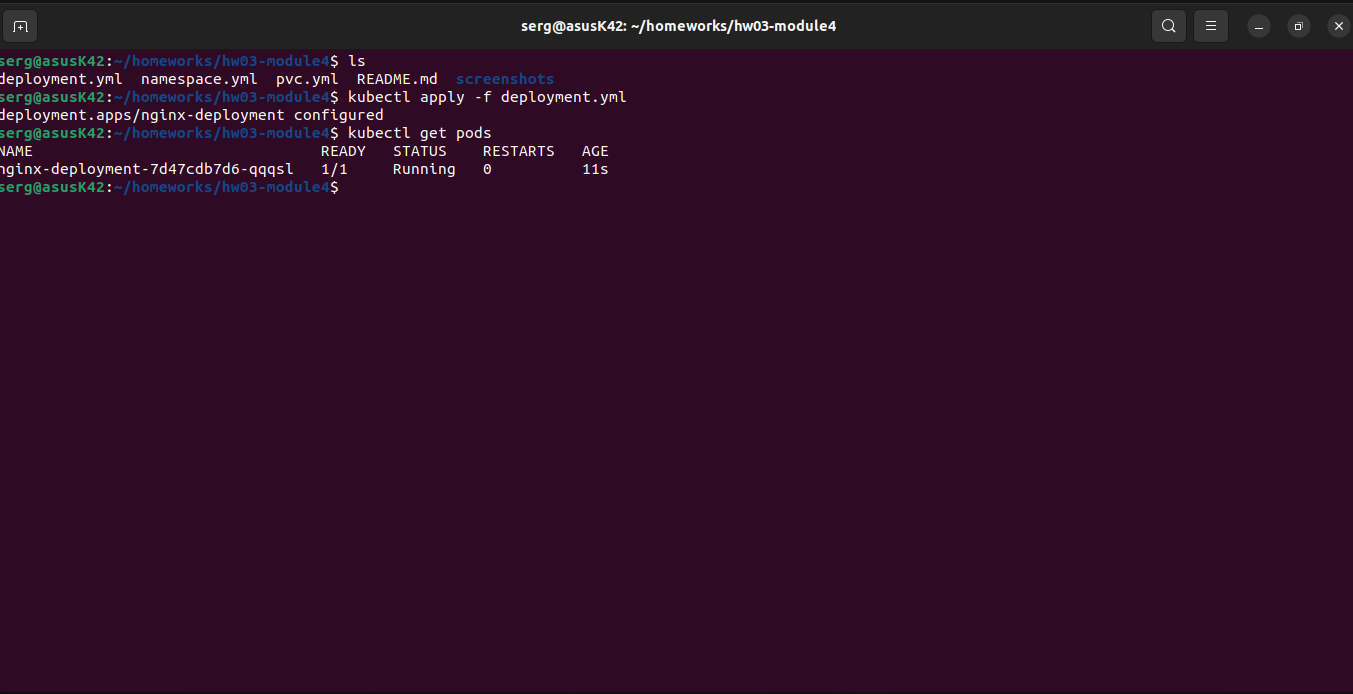 serg@asusK42: ~/homeworks/hw03-module4
serg@asusK42:~/homeworks/hw03-module4$ ls
deployment.yml  namespace.yml  pvc.yml  README.md  screenshots
serg@asusK42:~/homeworks/hw03-module4$ kubectl apply -f deployment.yml
deployment.apps/nginx-deployment configured
serg@asusK42:~/homeworks/hw03-module4$ kubectl get pods
NAME                                READY   STATUS    RESTARTS   AGE
nginx-deployment-7d47cdb7d6-qqqsl   1/1     Running   0          11s
serg@asusK42:~/homeworks/hw03-module4$